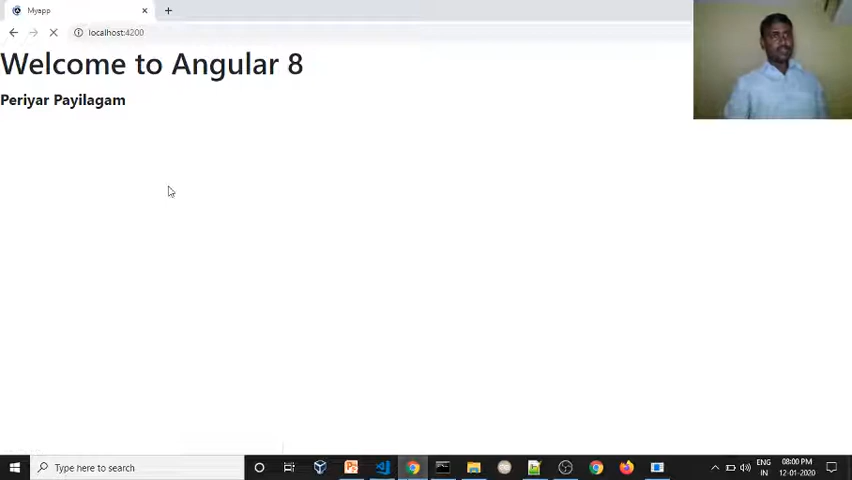 Myapp
localhost:4200
Welcome to Angular 8
Periyar Payilagam
Type here to search
ENG
IN
08:00 PM
12-01-2020